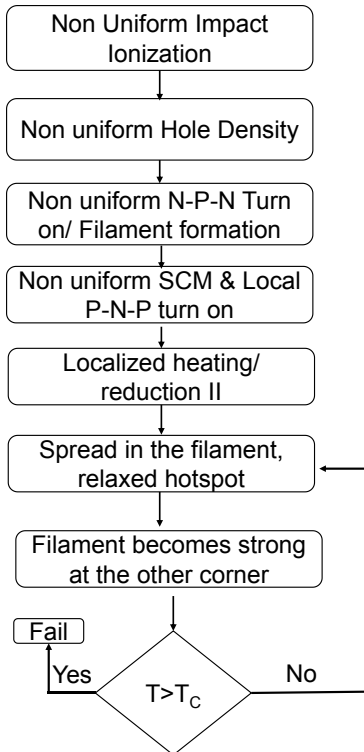 Non Uniform Impact
Ionization
Non uniform Hole Density
Non uniform N-P-N Turn
on/ Filament formation
Non uniform SCM & Local
P-N-P turn on
Localized heating/
reduction II
Spread in the filament,
relaxed hotspot
Filament becomes strong
at the other corner
Fail
Yes
T>TC
No